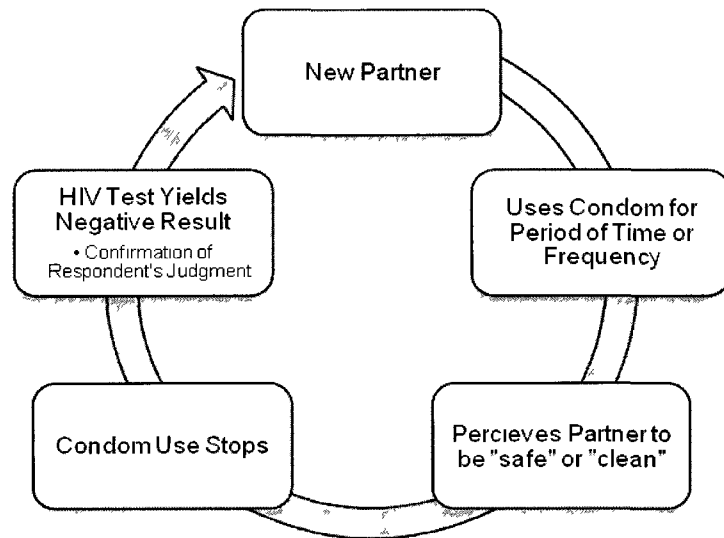 New Partner
Uses Condom for
Period of Time or
Frequency
Percieves Partner to
be "safe" or "clean"
Condom Use Stops
HIV Test Yields
Negative Result
• Confirmation of
Respondent's Judgment